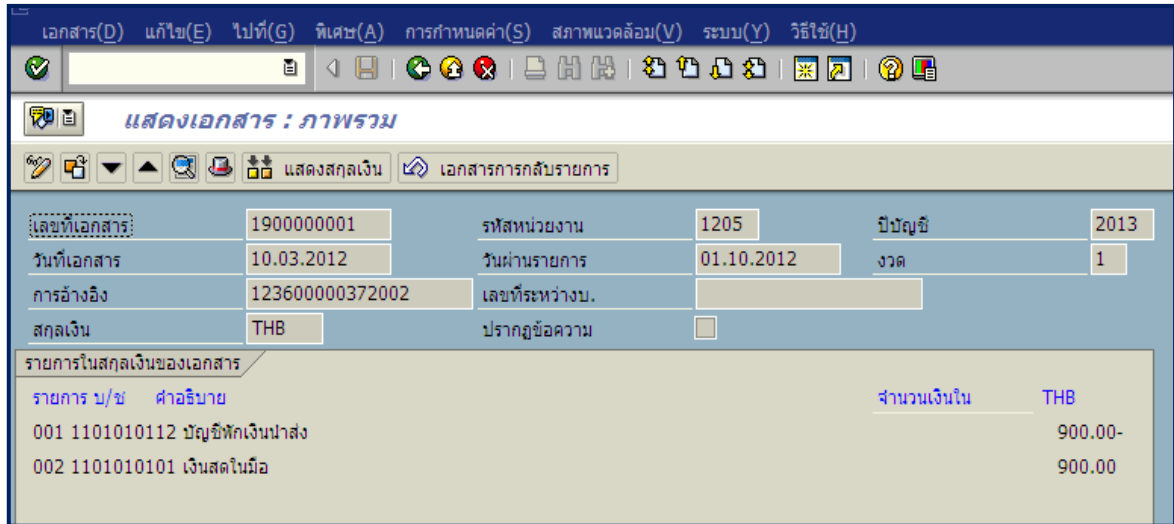 เอกสาร(D) แก้ไข(E) ไปที่(G) พิเศษ(A) การกำหนดค่า(S) สภาพแวดล้อม(V) ระบบ(Y) วิธีใช้(H)
แสดงเอกสาร : ภาพรวม
แสดงสกุลเงิน เอกสารการกลับรายการ
เลขที่เอกสาร 1900000001 รหัสหน่วยงาน 1205 ปีบัญชี 2013
วันที่เอกสาร 10.03.2012 วันผ่านรายการ 01.10.2012 งวด 1
การอ้างอิง 123600000372002 เลขที่ระหว่างบ.
สกุลเงิน THB ปรากฏข้อความ
รายการในสกุลเงินของเอกสาร
รายการ บ/ช คำอธิบาย จำนวนเงินใน THB
001 1101010112 บัญชีพักเงินนำส่ง 900.00-
002 1101010101 เงินสดในมือ 900.00